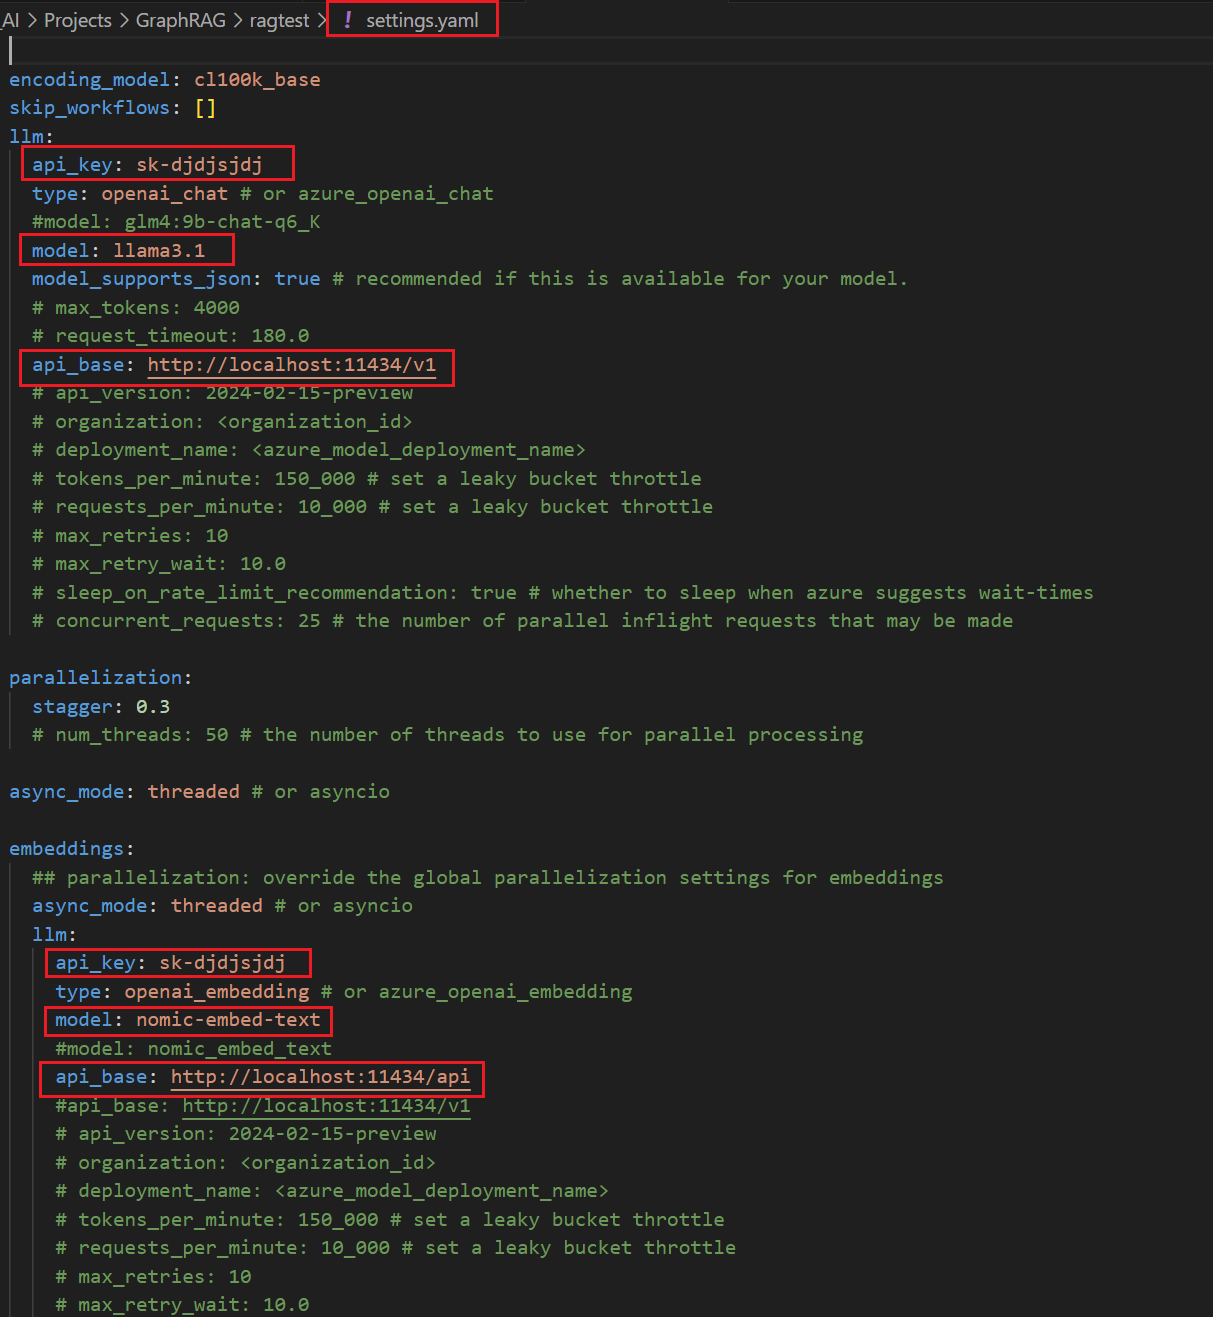 _AI > Projects > GraphRAG > ragtest > ! settings.yaml
encoding_model: cl100k_base
skip_workflows: []
llm:
  api_key: sk-djdjsjdj
  type: openai_chat # or azure_openai_chat
  #model: glm4:9b-chat-q6_K
  model: llama3.1
  model_supports_json: true # recommended if this is available for your model.
  # max_tokens: 4000
  # request_timeout: 180.0
  api_base: http://localhost:11434/v1
  # api_version: 2024-02-15-preview
  # organization: <organization_id>
  # deployment_name: <azure_model_deployment_name>
  # tokens_per_minute: 150_000 # set a leaky bucket throttle
  # requests_per_minute: 10_000 # set a leaky bucket throttle
  # max_retries: 10
  # max_retry_wait: 10.0
  # sleep_on_rate_limit_recommendation: true # whether to sleep when azure suggests wait-times
  # concurrent_requests: 25 # the number of parallel inflight requests that may be made
parallelization:
  stagger: 0.3
  # num_threads: 50 # the number of threads to use for parallel processing
async_mode: threaded # or asyncio
embeddings:
  ## parallelization: override the global parallelization settings for embeddings
  async_mode: threaded # or asyncio
  llm:
    api_key: sk-djdjsjdj
    type: openai_embedding # or azure_openai_embedding
    model: nomic-embed-text
    #model: nomic_embed_text
    api_base: http://localhost:11434/api
    #api_base: http://localhost:11434/v1
    # api_version: 2024-02-15-preview
    # organization: <organization_id>
    # deployment_name: <azure_model_deployment_name>
    # tokens_per_minute: 150_000 # set a leaky bucket throttle
    # requests_per_minute: 10_000 # set a leaky bucket throttle
    # max_retries: 10
    # max_retry_wait: 10.0